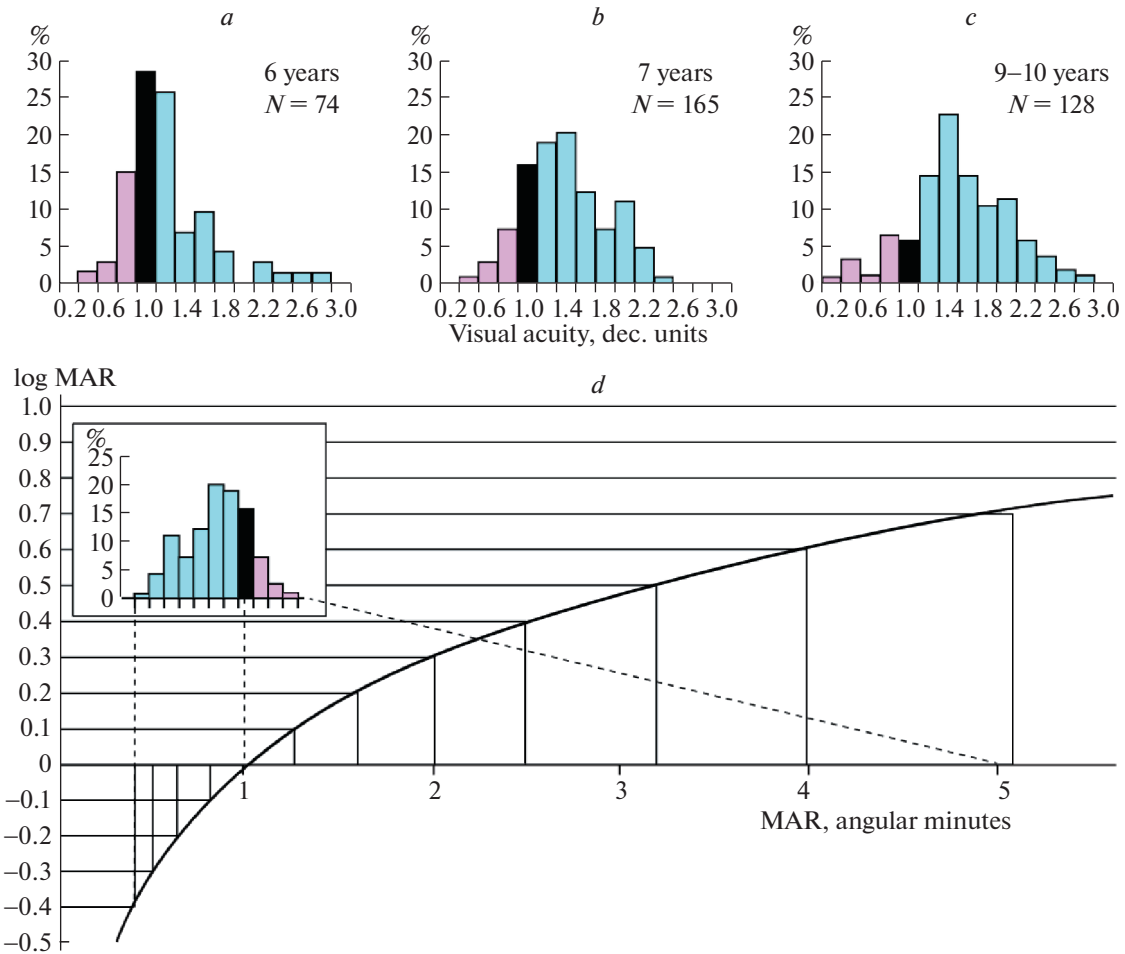 a
%
30
25
20
15
10
5
0
6 years
N = 74
0.2 0.6 1.0 1.4 1.8 2.2 2.6 3.0
b
%
30
25
20
15
10
5
0
7 years
N = 165
0.2 0.6 1.0 1.4 1.8 2.2 2.6 3.0
Visual acuity, dec. units
c
%
30
25
20
15
10
5
0
9–10 years
N = 128
0.2 0.6 1.0 1.4 1.8 2.2 2.6 3.0
log MAR
d
1.0
0.9
0.8
0.7
0.6
0.5
0.4
0.3
0.2
0.1
0
–0.1
–0.2
–0.3
–0.4
–0.5
%
25
20
15
10
5
0
1 2 3 4 5
MAR, angular minutes